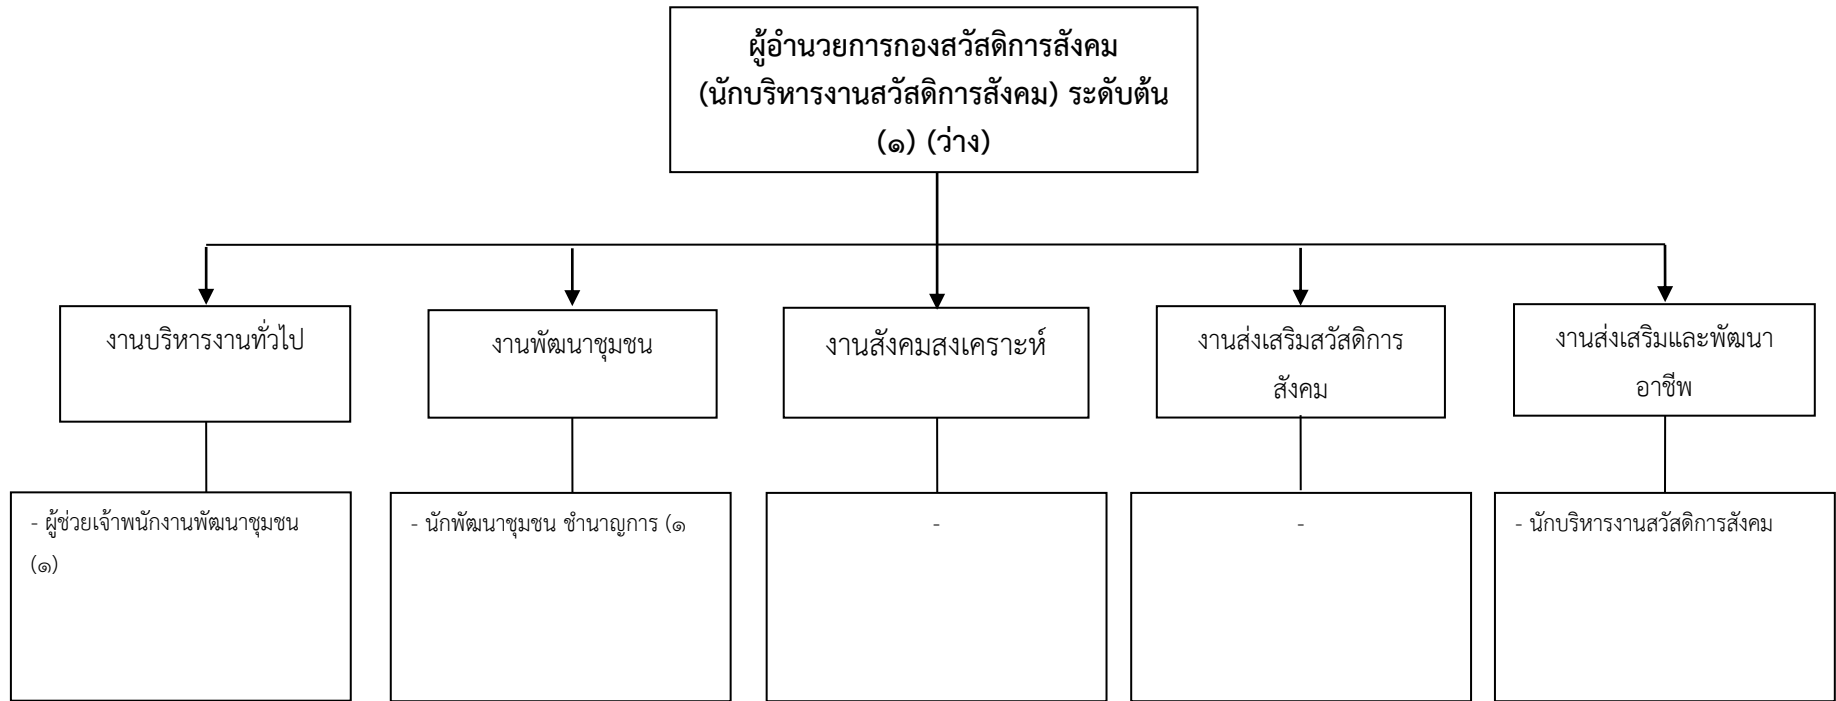 ผู้อำนวยการกองสวัสดิการสังคม
(นักบริหารงานสวัสดิการสังคม) ระดับต้น
(๑) (ว่าง)
งานบริหารงานทั่วไป
งานพัฒนาชุมชน
งานสังคมสงเคราะห์
งานส่งเสริมสวัสดิการ
สังคม
งานส่งเสริมและพัฒนา
อาชีพ
- ผู้ช่วยเจ้าพนักงานพัฒนาชุมชน
(๑)
- นักพัฒนาชุมชน ชำนาญการ (๑
-
-
- นักบริหารงานสวัสดิการสังคม